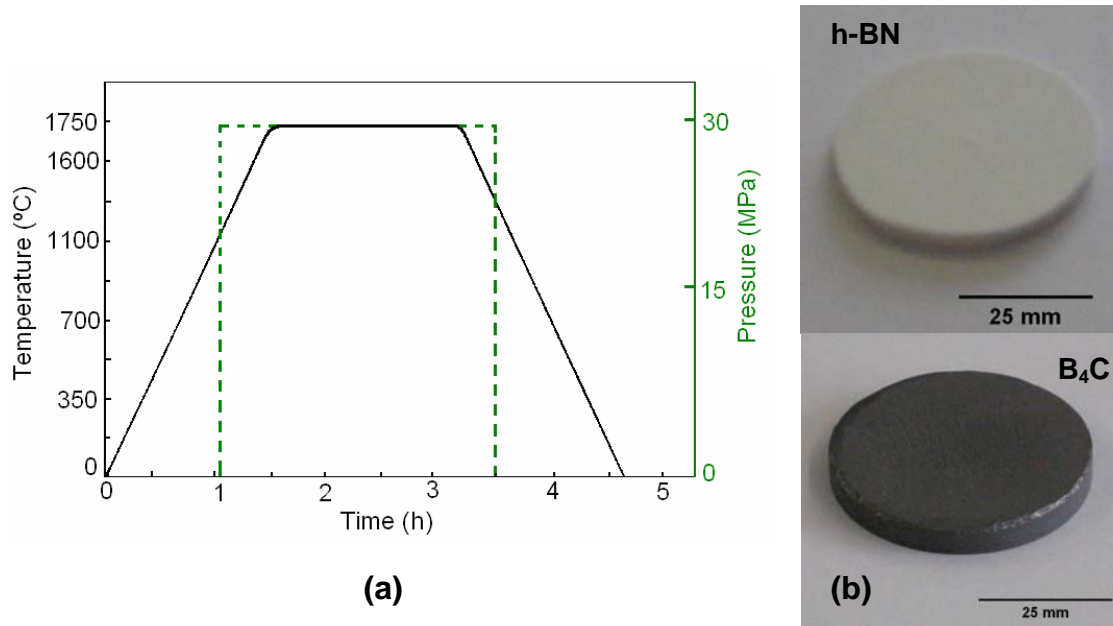 1750
1600
1100
700
350
0
Temperature (ºC)
0 1 2 3 4 5
Time (h)
30
15
0
Pressure (MPa)
(a)
h-BN
25 mm
B₄C
(b)
25 mm